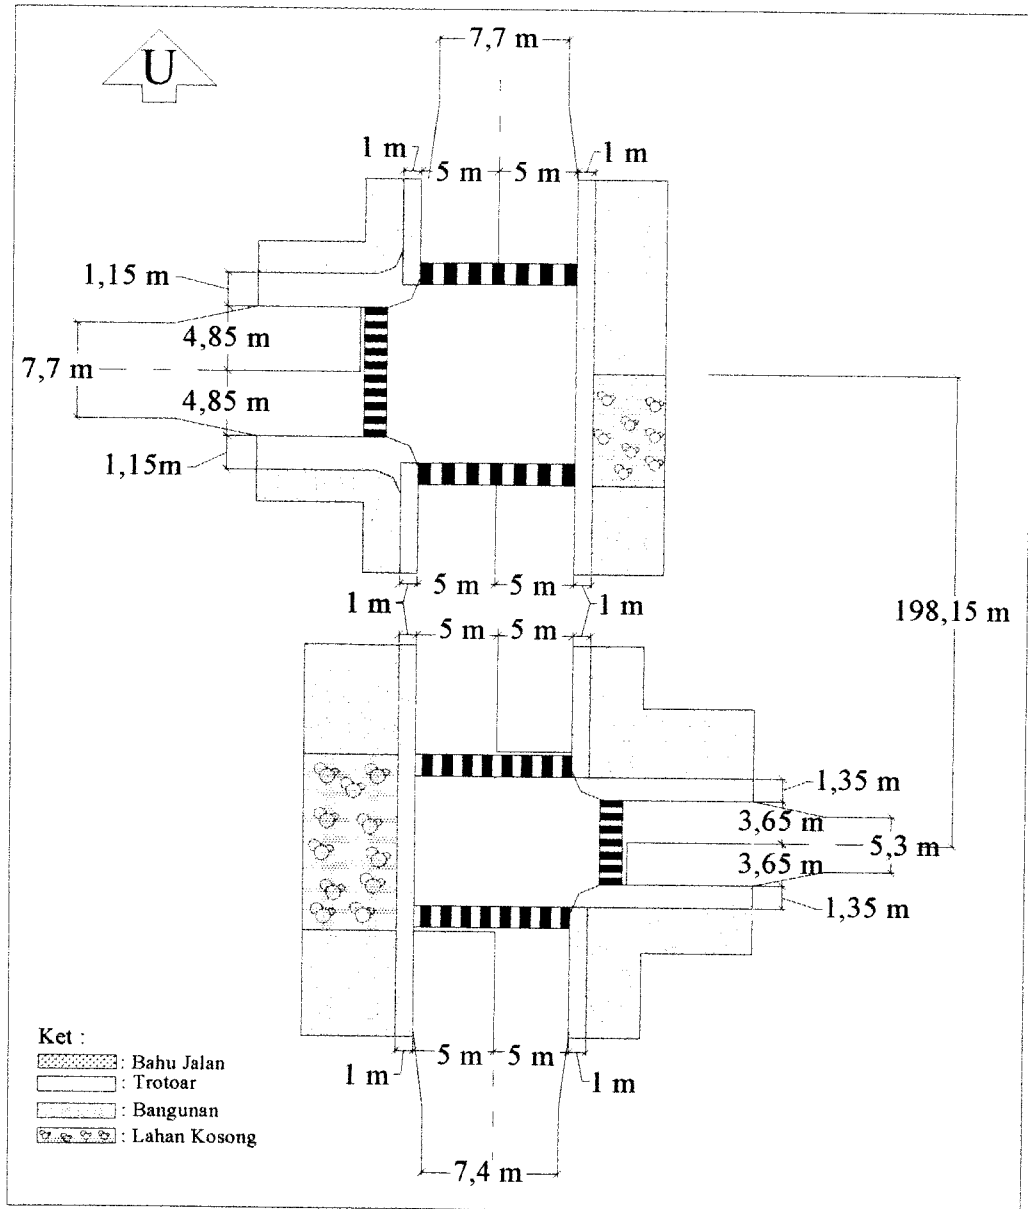 7,7 m
U
1 m
1 m
5 m 5 m
1,15 m
4,85 m
7,7 m
4,85 m
1,15m
5 m 5 m
1 m
1 m
198,15 m
5 m 5 m
1,35 m
3,65 m
5,3 m
3,65 m
1,35 m
Ket :
: Bahu Jalan
: Trotoar
: Bangunan
: Lahan Kosong
5 m 5 m
1 m
1 m
7,4 m